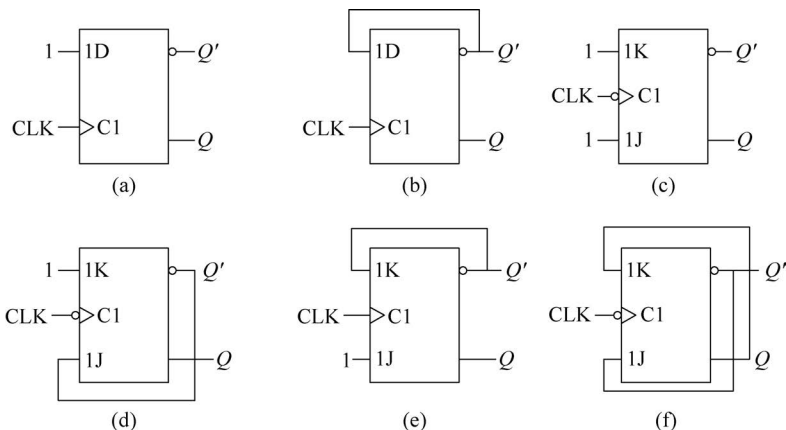 1 1D Q′
CLK C1
Q
(a)
1D Q′
CLK C1
Q
(b)
1 1K Q′
CLK C1
1 1J Q
(c)
1 1K Q′
CLK C1
1J Q
(d)
1K Q′
CLK C1
1 1J Q
(e)
1K Q′
CLK C1
1J Q
(f)